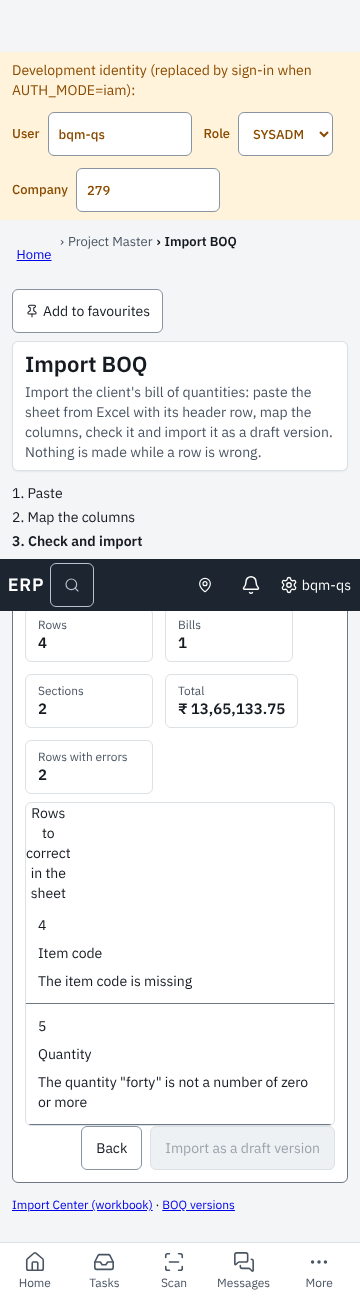 Development identity (replaced by sign-in when
AUTH_MODE=iam):
User bqm-qs Role SYSADM
Company 279
Home › Project Master › Import BOQ
Add to favourites
Import BOQ
Import the client's bill of quantities: paste the
sheet from Excel with its header row, map the
columns, check it and import it as a draft version.
Nothing is made while a row is wrong.
1. Paste
2. Map the columns
3. Check and import
ERP bqm-qs
Rows Bills
4 1
Sections Total
2 ₹ 13,65,133.75
Rows with errors
2
Rows
to
correct
in the
sheet
4
Item code
The item code is missing
5
Quantity
The quantity "forty" is not a number of zero
or more
Back Import as a draft version
Import Center (workbook) · BOQ versions
Home Tasks Scan Messages More